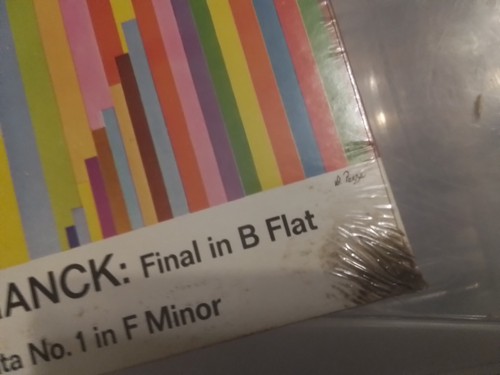 ANCK: Final in B Flat
ta No. 1 in F Minor